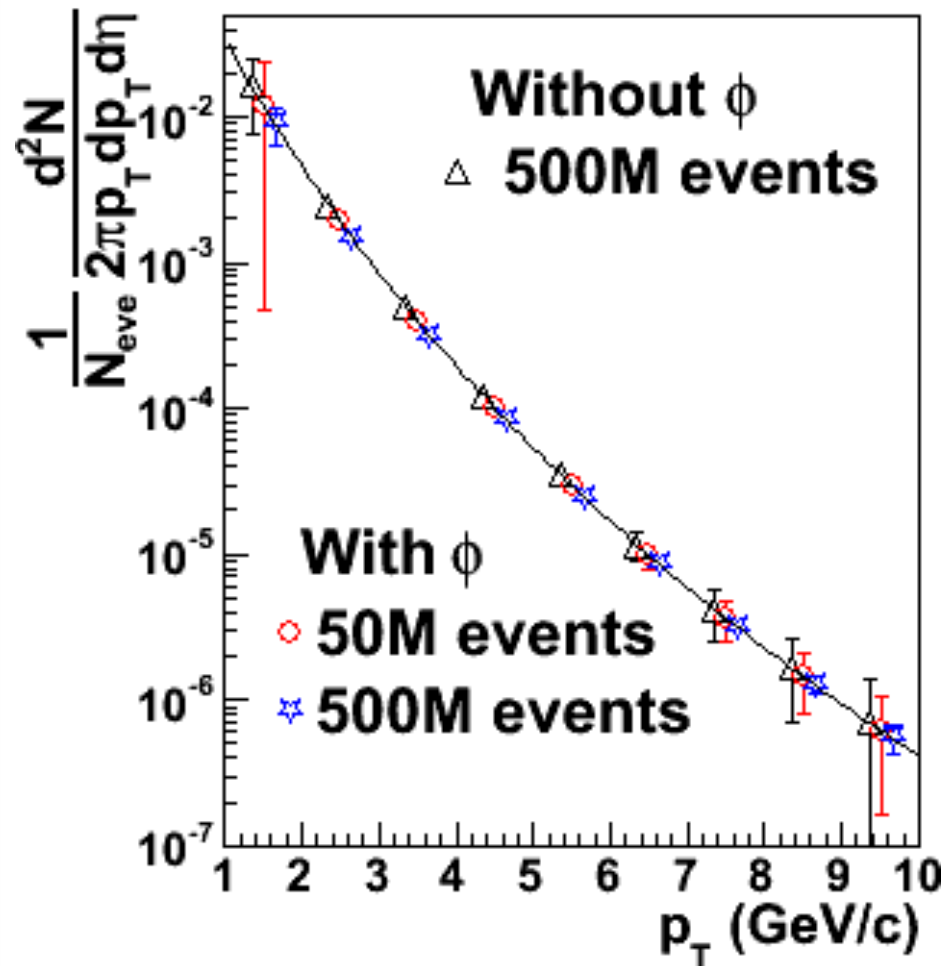 1/N_eve d²N/2πp_T dp_T dη
Without ϕ
500M events
With ϕ
50M events
500M events
10⁻²
10⁻³
10⁻⁴
10⁻⁵
10⁻⁶
10⁻⁷
1 2 3 4 5 6 7 8 9 10
p_T (GeV/c)